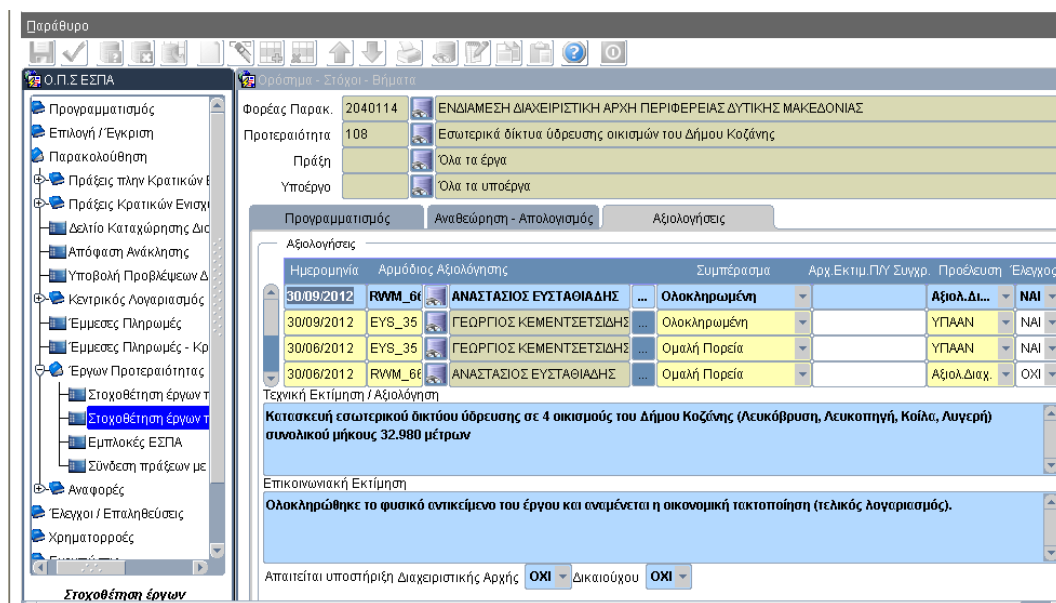 Παράθυρο
Ο.Π.Σ ΕΣΠΑ
Ορόσημα - Στόχοι - Βήματα
Προγραμματισμός
Επιλογή / Έγκριση
Παρακολούθηση
Πράξεις πλην Κρατικών
Πράξεις Κρατικών Ενισχ
Δελτίο Καταχώρησης Διο
Απόφαση Ανάκλησης
Υποβολή Προβλέψεων Δ
Κεντρικός Λογαριασμός
Έμμεσες Πληρωμές
Έμμεσες Πληρωμές - Κρ
Έργων Προτεραιότητας
Στοχοθέτηση έργων τ
Στοχοθέτηση έργων τ
Εμπλοκές ΕΣΠΑ
Σύνδεση πράξεων με
Αναφορές
Έλεγχοι / Επαληθεύσεις
Χρηματορροές
Στοχοθέτηση έργων
Φορέας Παρακ. 2040114 ΕΝΔΙΑΜΕΣΗ ΔΙΑΧΕΙΡΙΣΤΙΚΗ ΑΡΧΗ ΠΕΡΙΦΕΡΕΙΑΣ ΔΥΤΙΚΗΣ ΜΑΚΕΔΟΝΙΑΣ
Προτεραιότητα 108 Εσωτερικά δίκτυα ύδρευσης οικισμών του Δήμου Κοζάνης
Πράξη Όλα τα έργα
Υποέργο Όλα τα υποέργα
Προγραμματισμός Αναθεώρηση - Απολογισμός Αξιολογήσεις
Αξιολογήσεις
Ημερομηνία Αρμόδιος Αξιολόγησης Συμπέρασμα Αρχ.Εκτιμ.Π/Υ Συγχρ. Προέλευση Έλεγχος
30/09/2012 RWM_66 ΑΝΑΣΤΑΣΙΟΣ ΕΥΣΤΑΘΙΑΔΗΣ ... Ολοκληρωμένη Αξιολ.Δι... ΝΑΙ
30/09/2012 EYS_35 ΓΕΩΡΓΙΟΣ ΚΕΜΕΝΤΣΕΤΣΙΔΗΣ ... Ολοκληρωμένη ΥΠΑΑΝ ΝΑΙ
30/06/2012 EYS_35 ΓΕΩΡΓΙΟΣ ΚΕΜΕΝΤΣΕΤΣΙΔΗΣ ... Ομαλή Πορεία ΥΠΑΑΝ ΝΑΙ
30/06/2012 RWM_66 ΑΝΑΣΤΑΣΙΟΣ ΕΥΣΤΑΘΙΑΔΗΣ ... Ομαλή Πορεία Αξιολ.Διαχ. ΟΧΙ
Τεχνική Εκτίμηση / Αξιολόγηση
Κατασκευή εσωτερικού δικτύου ύδρευσης σε 4 οικισμούς του Δήμου Κοζάνης (Λευκόβρυση, Λευκοπηγή, Κοίλα, Λυγερή)
συνολικού μήκους 32.980 μέτρων
Επικοινωνιακή Εκτίμηση
Ολοκληρώθηκε το φυσικό αντικείμενο του έργου και αναμένεται η οικονομική τακτοποίηση (τελικός λογαριασμός).
Απαιτείται υποστήριξη Διαχειριστικής Αρχής ΟΧΙ Δικαιούχου ΟΧΙ